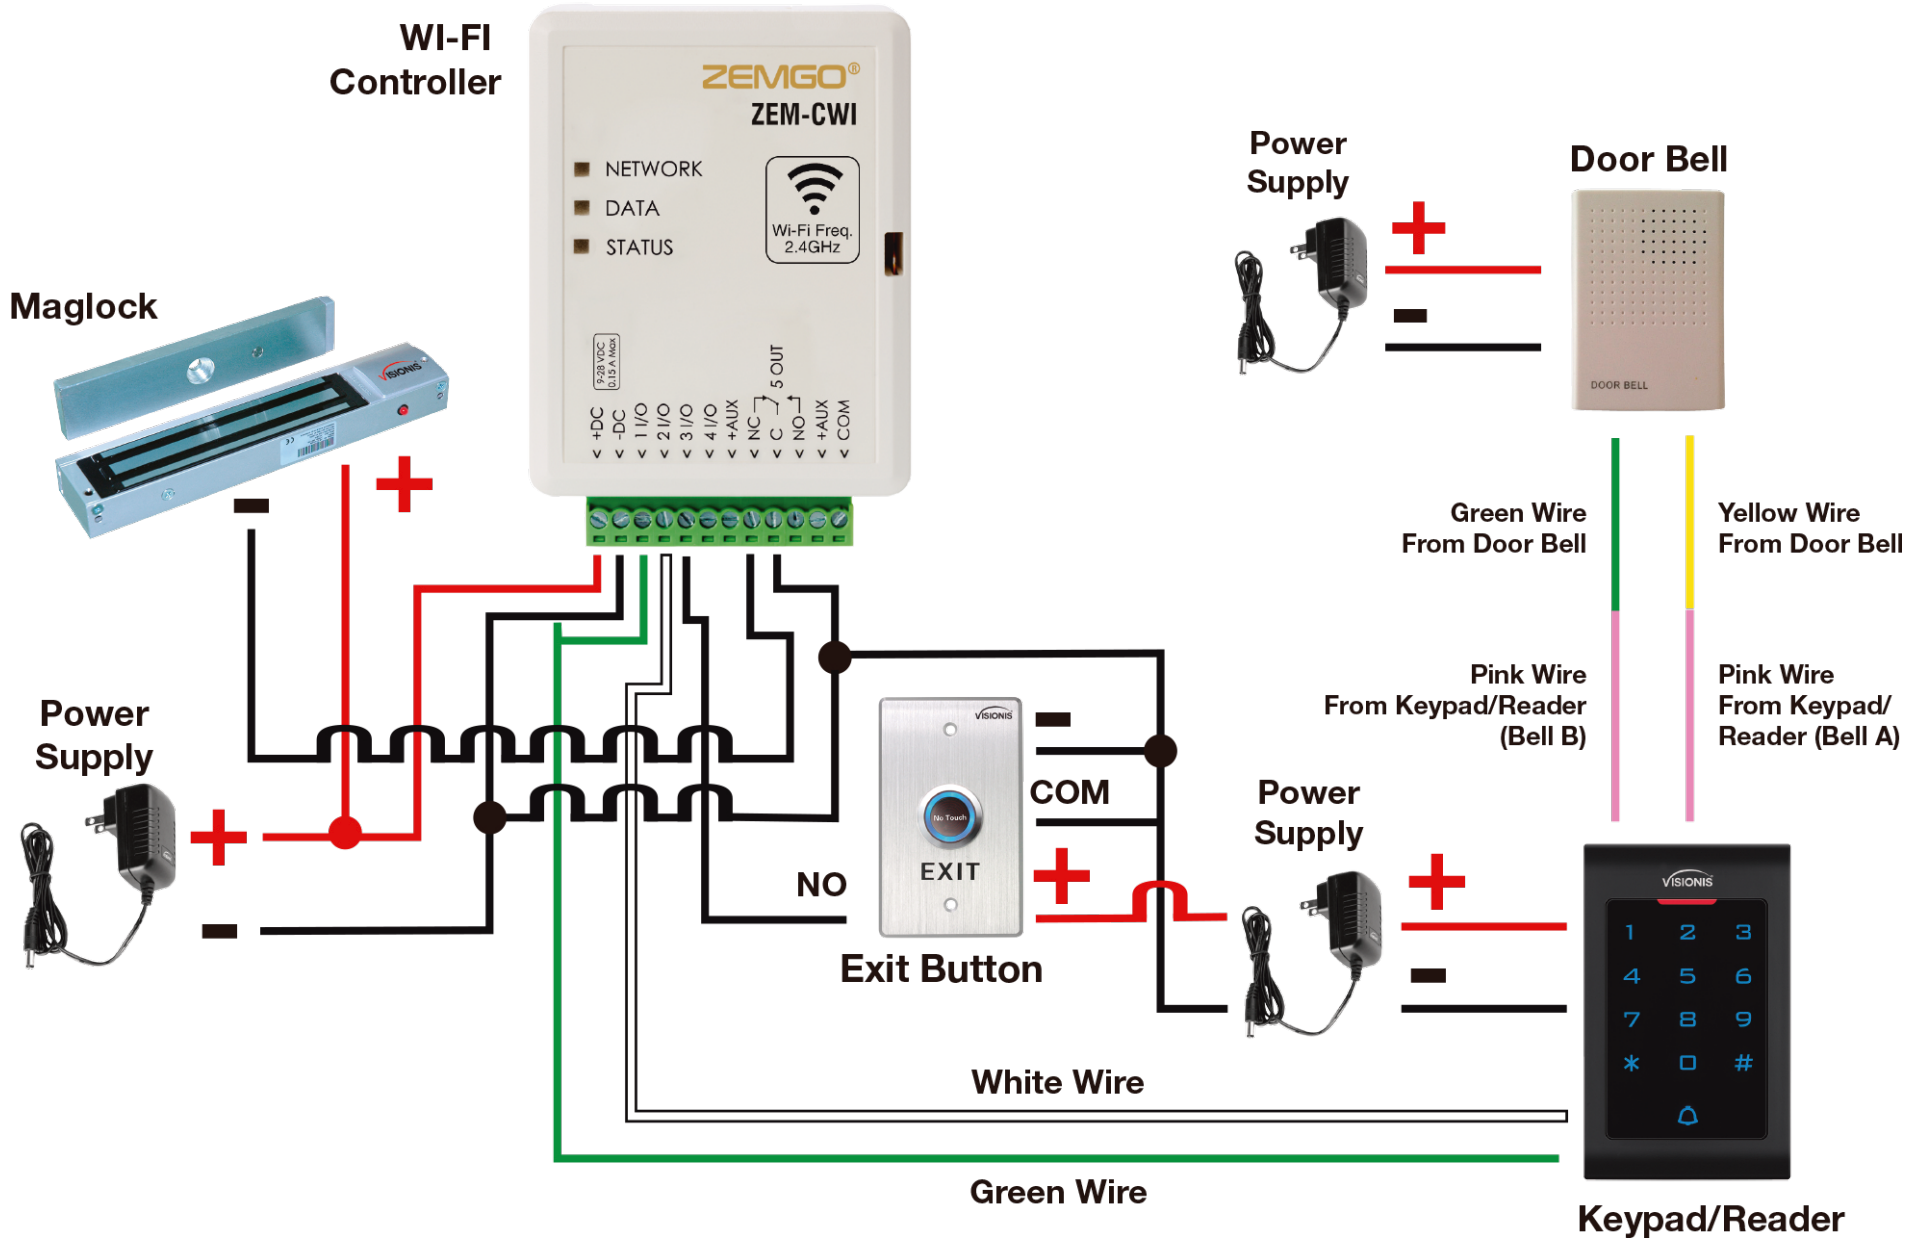 WI-FI
Controller
ZEMGO®
ZEM-CWI
NETWORK
DATA
STATUS
Wi-Fi Freq.
2.4GHz
9-28 VDC
0.15 A Max
+DC
-DC
1 I/O
2 I/O
3 I/O
4 I/O
+AUX
NC
C
NO
5 OUT
+AUX
COM
Maglock
VISIONIS
Power
Supply
Door Bell
DOOR BELL
Green Wire
From Door Bell
Yellow Wire
From Door Bell
Pink Wire
From Keypad/Reader
(Bell B)
Pink Wire
From Keypad/
Reader (Bell A)
Power
Supply
VISIONIS
No Touch
EXIT
COM
NO
Exit Button
Power
Supply
VISIONIS
1 2 3
4 5 6
7 8 9
* 0 #
White Wire
Green Wire
Keypad/Reader